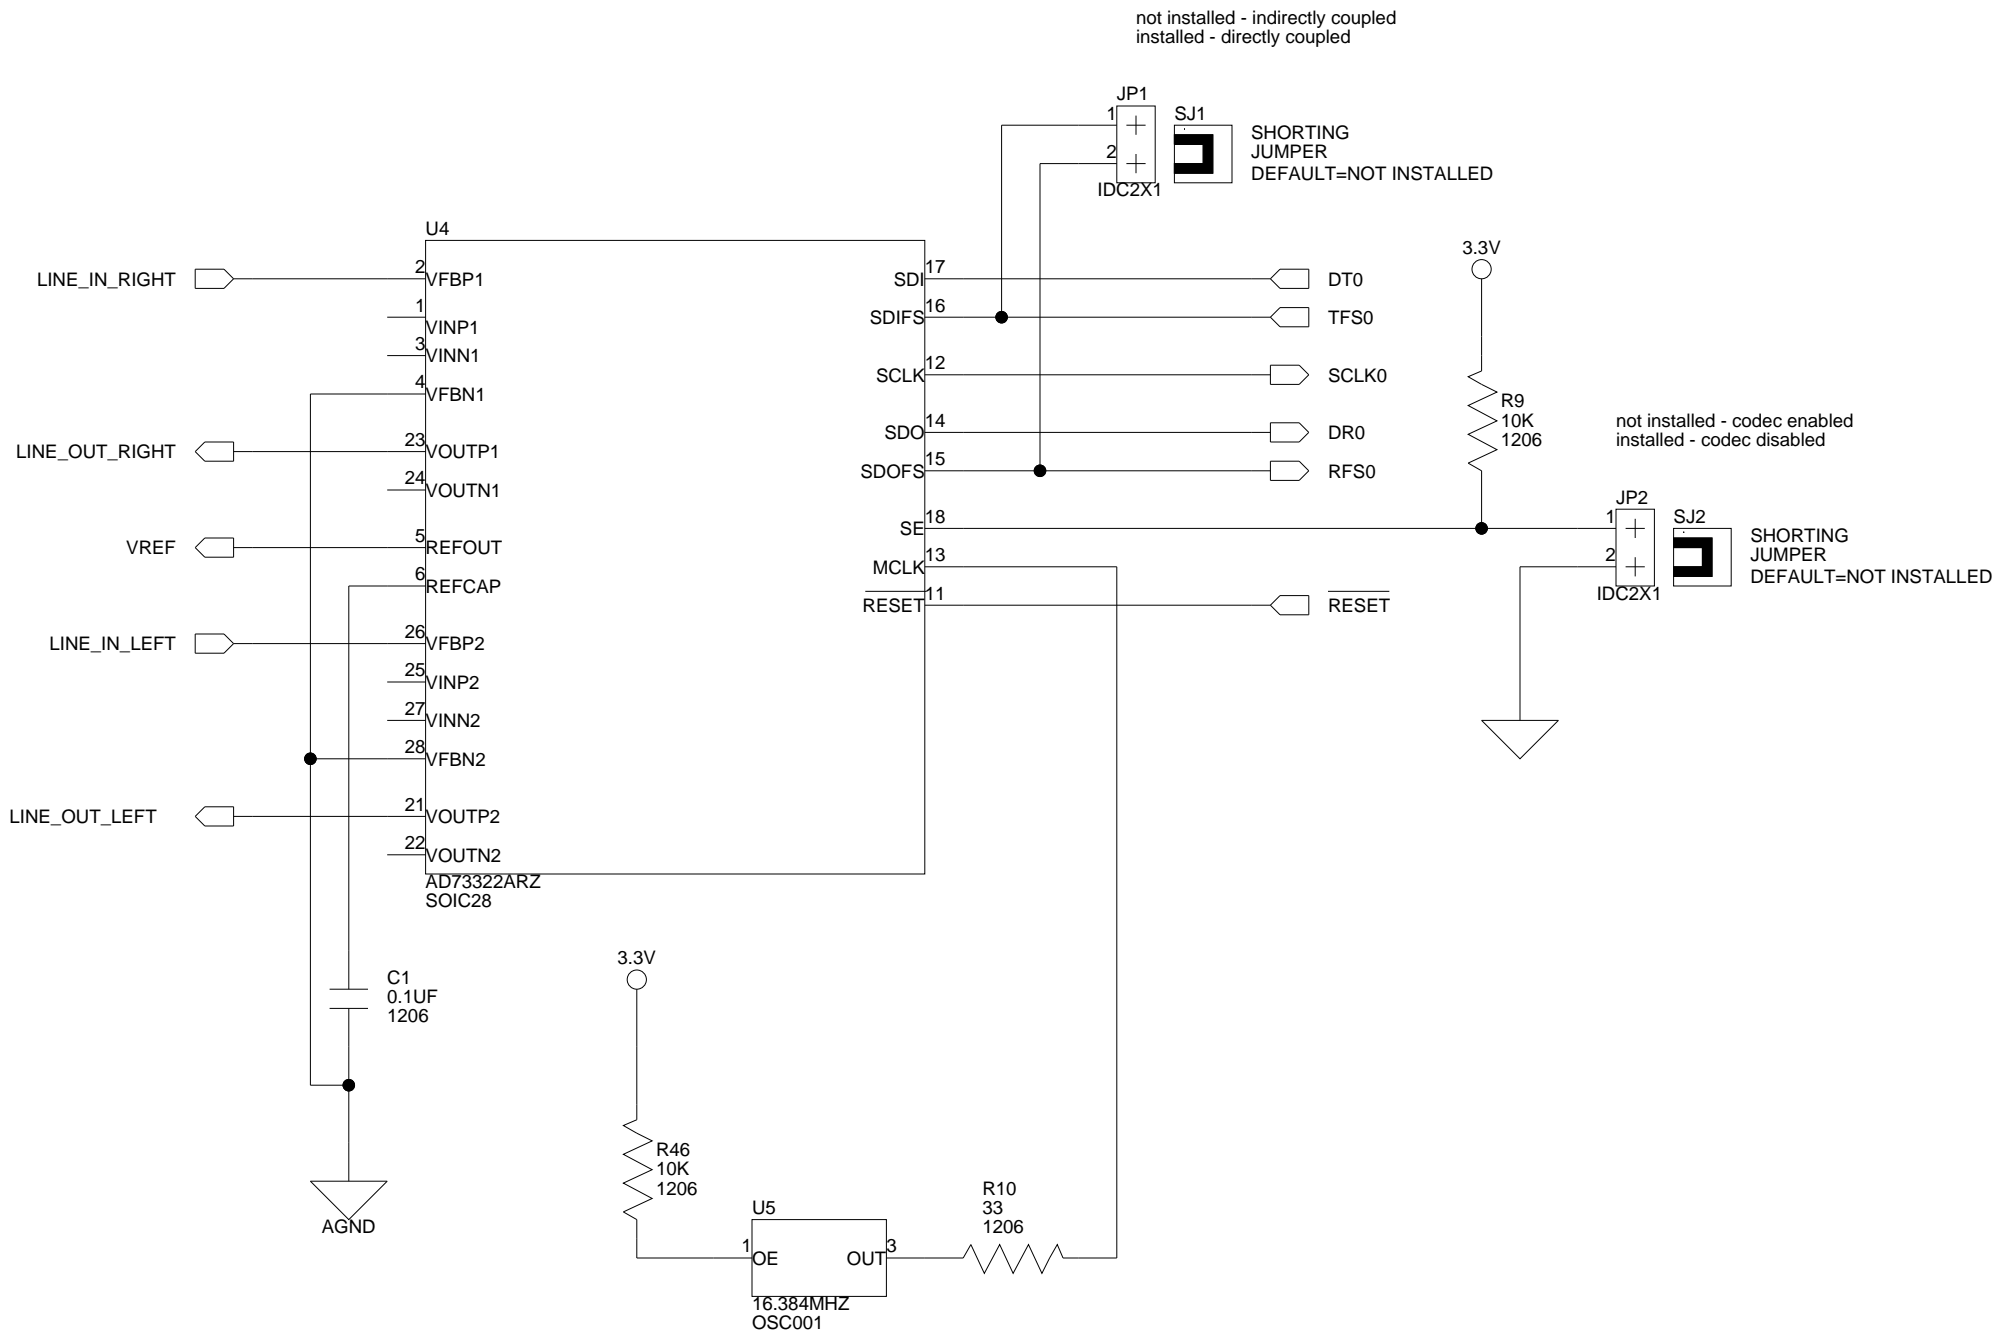 not installed - indirectly coupled
installed - directly coupled
JP1
1
2
IDC2X1
SJ1
SHORTING
JUMPER
DEFAULT=NOT INSTALLED
U4
LINE_IN_RIGHT
2
VFBP1
1
VINP1
3
VINN1
4
VFBN1
LINE_OUT_RIGHT
23
VOUTP1
24
VOUTN1
VREF
5
REFOUT
6
REFCAP
LINE_IN_LEFT
26
VFBP2
25
VINP2
27
VINN2
28
VFBN2
LINE_OUT_LEFT
21
VOUTP2
22
VOUTN2
AD73322ARZ
SOIC28
SDI
17
DT0
SDIFS
16
TFS0
SCLK
12
SCLK0
SDO
14
DR0
SDOFS
15
RFS0
SE
18
MCLK
13
RESET
11
RESET
3.3V
R9
10K
1206
not installed - codec enabled
installed - codec disabled
JP2
1
2
IDC2X1
SJ2
SHORTING
JUMPER
DEFAULT=NOT INSTALLED
C1
0.1UF
1206
AGND
3.3V
R46
10K
1206
U5
1
OE
OUT
3
16.384MHZ
OSC001
R10
33
1206